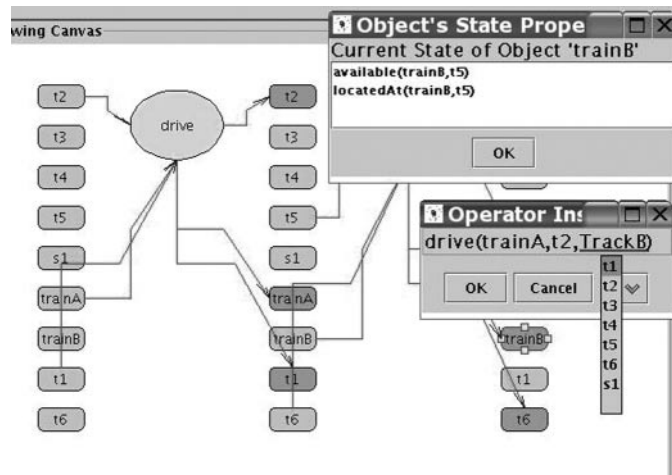 wing Canvas
Object's State Prope
Current State of Object 'trainB'
available(trainB,t5)
locatedAt(trainB,t5)
OK
t2
drive
t2
t3
t3
t4
t4
t5
t5
Operator Ins
drive(trainA,t2,TrackB)
s1
s1
OK
Cancel
t1
t2
t3
t4
t5
t6
s1
trainA
trainA
trainB
trainB
trainB
t1
t1
t1
t6
t6
t6